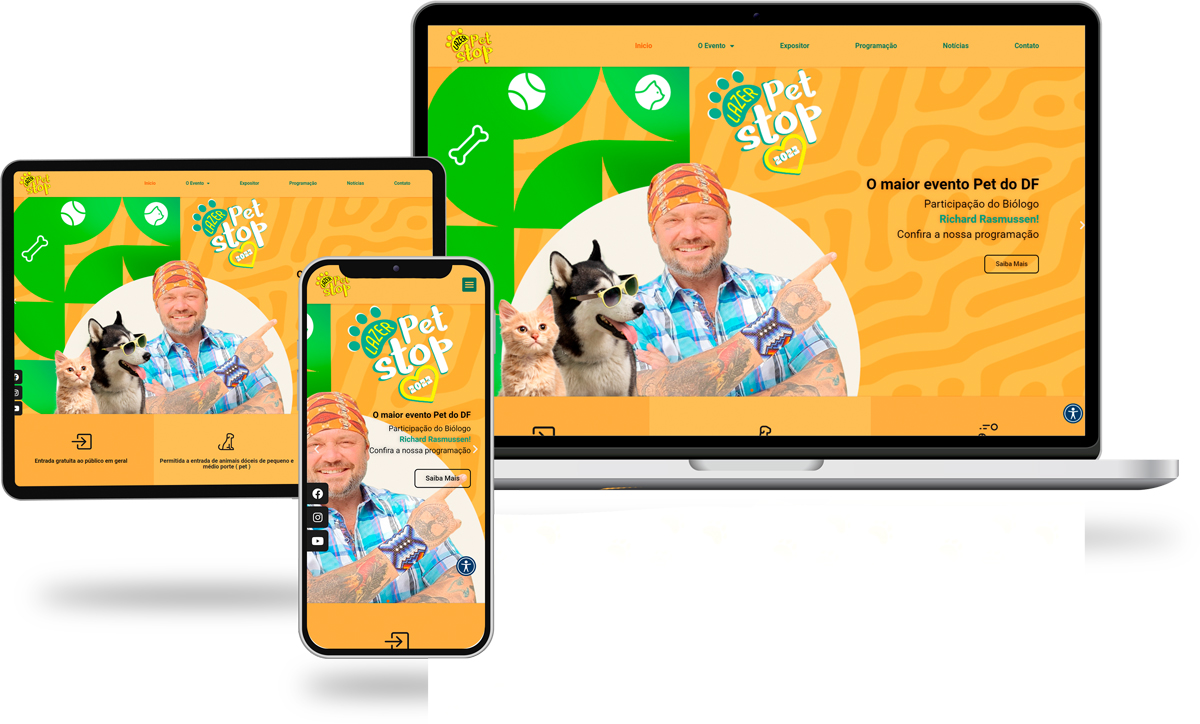 LAZER Pet stop
Início
O Evento
Expositor
Programação
Notícias
Contato
LAZER
Pet
stop
2023
O maior evento Pet do DF
Participação do Biólogo
Richard Rasmussen!
Confira a nossa programação
Saiba Mais
LAZER Pet stop
Início
O Evento
Expositor
Programação
Notícias
Contato
LAZER
Pet
stop
2023
O
Entrada gratuita ao público em geral
Permitida a entrada de animais dóceis de pequeno e
médio porte ( pet )
LAZER Pet stop
LAZER
Pet
stop
2023
O maior evento Pet do DF
Participação do Biólogo
Richard Rasmussen!
Confira a nossa programação
Saiba Mais